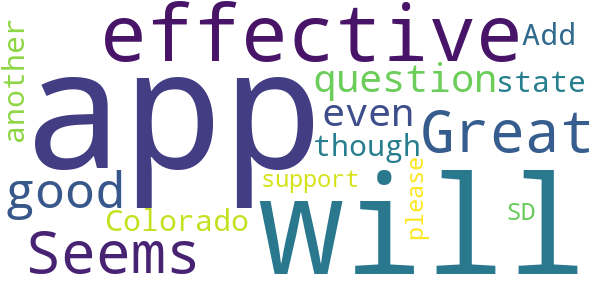 effective
Add
another
app
question
state
even
Great
though
good
support
please
Colorado
will
SD
Seems